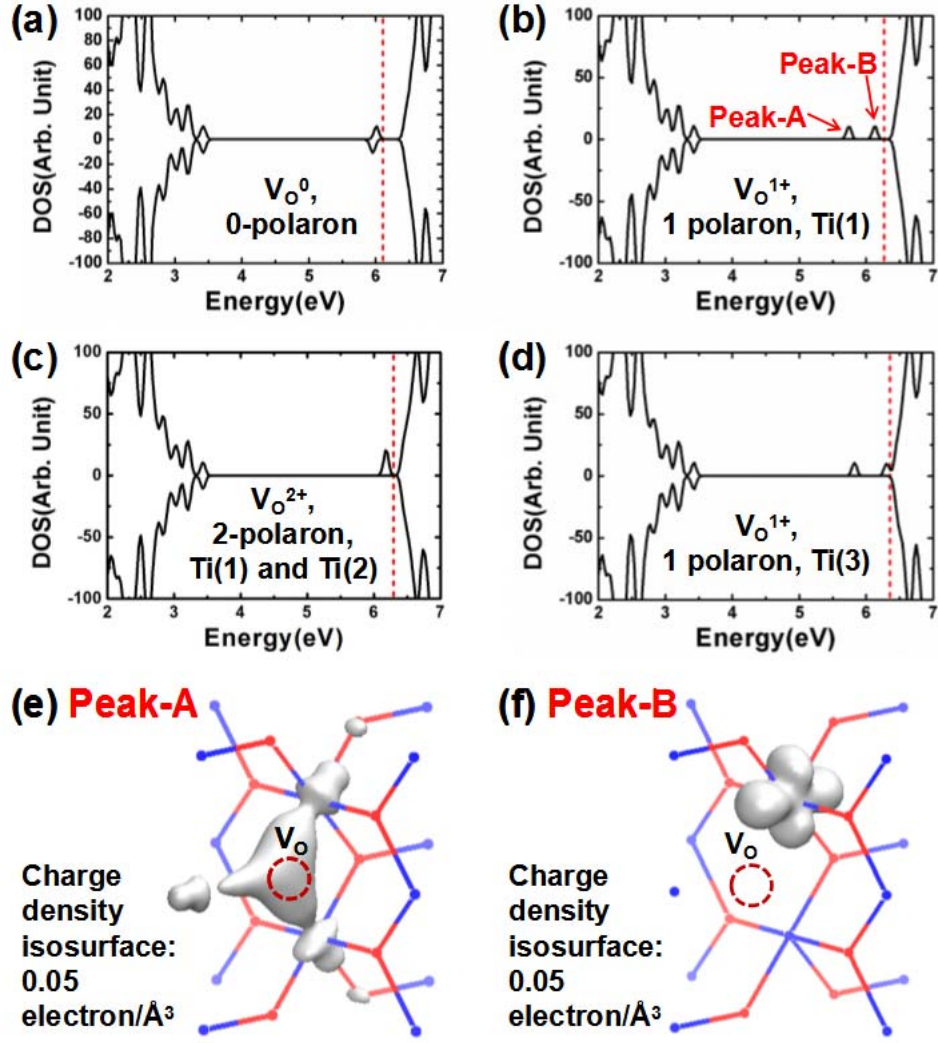 (a)
100
80
60
40
20
0
-20
-40
-60
-80
-100
DOS(Arb. Unit)
V_O^0,
0-polaron
2 3 4 5 6 7
Energy(eV)
(b)
100
50
0
-50
-100
DOS(Arb. Unit)
Peak-B
Peak-A
V_O^1+,
1 polaron, Ti(1)
2 3 4 5 6 7
Energy(eV)
(c)
100
50
0
-50
-100
DOS(Arb. Unit)
V_O^2+,
2-polaron,
Ti(1) and Ti(2)
2 3 4 5 6 7
Energy(eV)
(d)
100
50
0
-50
-100
DOS(Arb. Unit)
V_O^1+,
1 polaron, Ti(3)
2 3 4 5 6 7
Energy(eV)
(e) Peak-A
V_O
Charge
density
isosurface:
0.05
electron/Å³
(f) Peak-B
V_O
Charge
density
isosurface:
0.05
electron/Å³